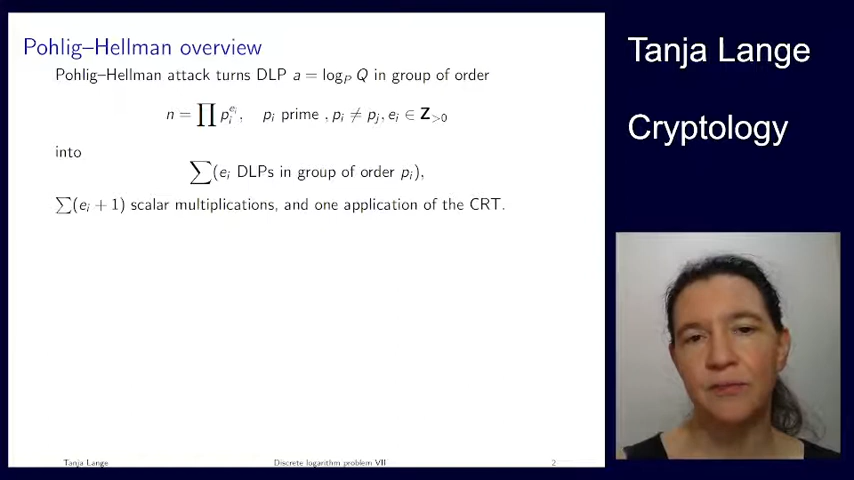 Pohlig–Hellman overview
Pohlig–Hellman attack turns DLP a = log_P Q in group of order
n = ∏ p_i^{e_i}, p_i prime , p_i ≠ p_j, e_i ∈ Z_{>0}
into
∑(e_i DLPs in group of order p_i),
∑(e_i + 1) scalar multiplications, and one application of the CRT.
Tanja Lange
Discrete logarithm problem VII
2
Tanja Lange
Cryptology